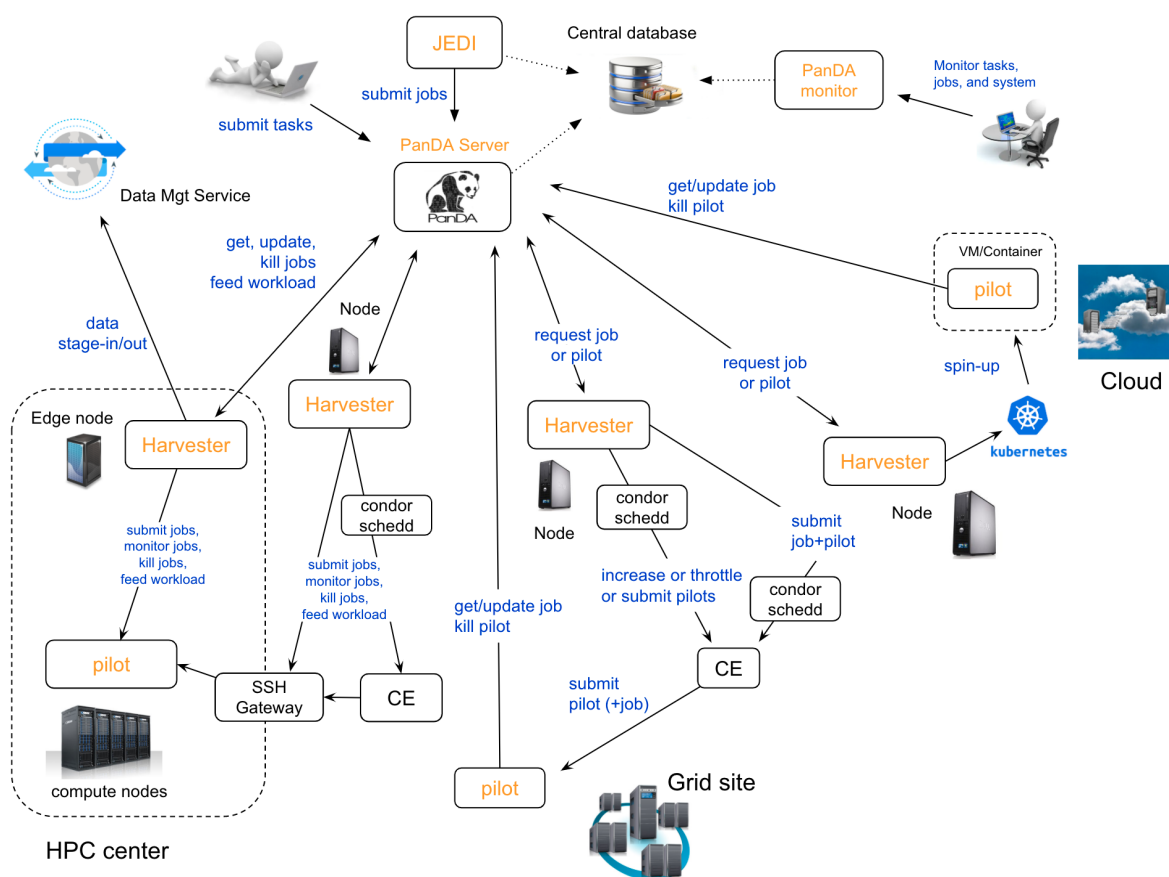 JEDI
Central database
PanDA
monitor
Monitor tasks,
jobs, and system
submit jobs
submit tasks
PanDA Server
PanDA
Data Mgt Service
get/update job
kill pilot
get, update,
kill jobs
feed workload
VM/Container
pilot
Node
data
stage-in/out
request job
or pilot
request job
or pilot
spin-up
Cloud
Edge node
Harvester
Harvester
Harvester
Harvester
kubernetes
condor
schedd
condor
schedd
Node
Node
submit
job+pilot
submit jobs,
monitor jobs,
kill jobs,
feed workload
submit jobs,
monitor jobs,
kill jobs,
feed workload
increase or throttle
or submit pilots
condor
schedd
get/update job
kill pilot
pilot
SSH
Gateway
CE
CE
submit
pilot (+job)
compute nodes
pilot
Grid site
HPC center